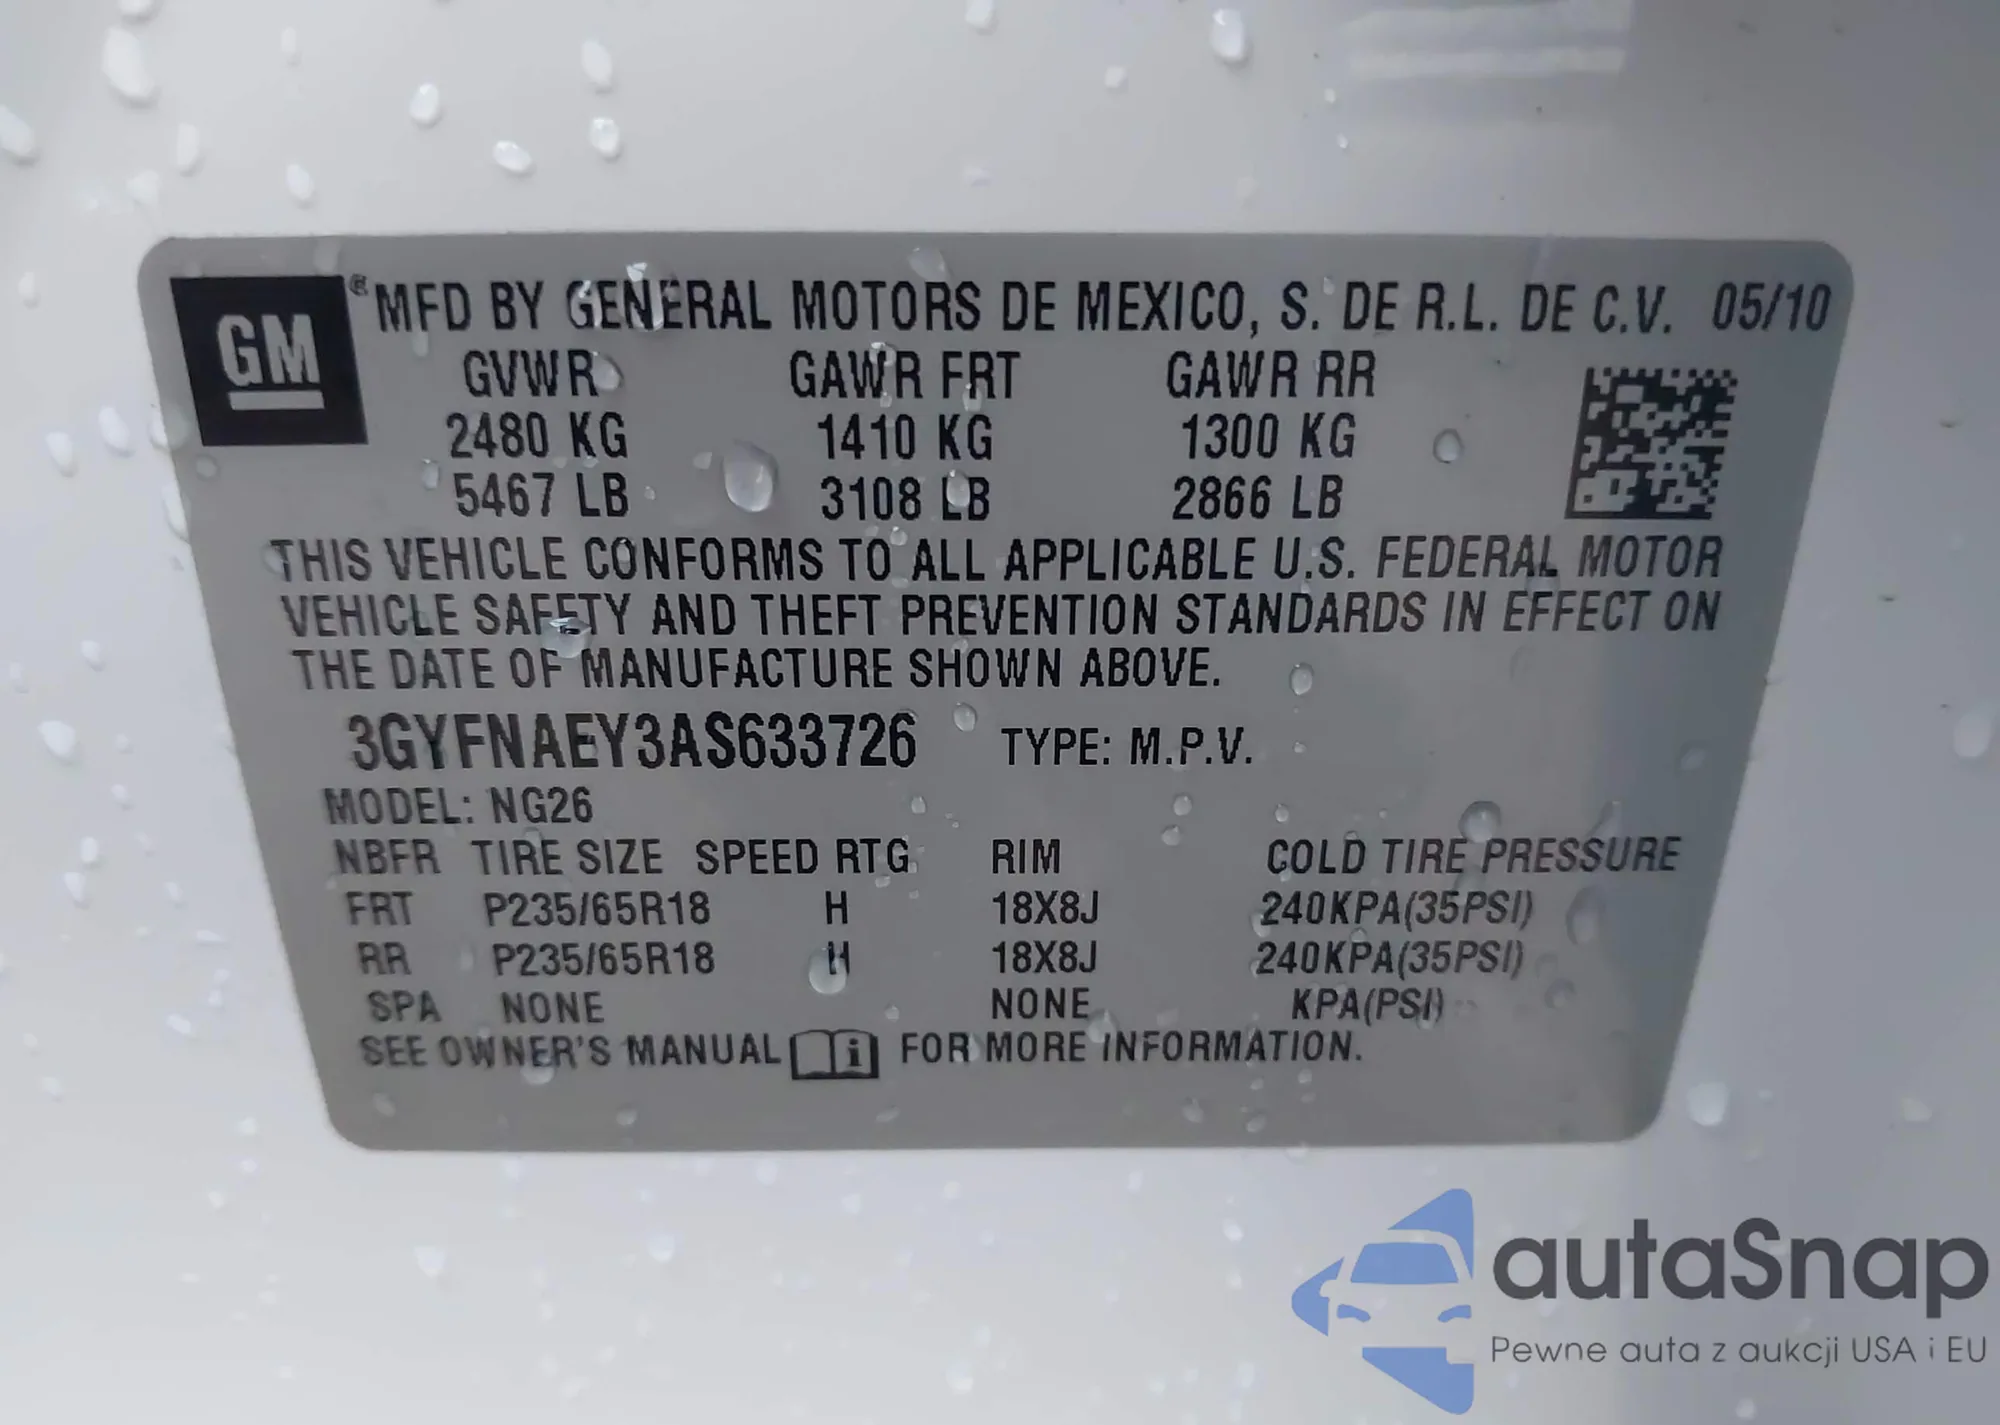 GM ® MFD BY GENERAL MOTORS DE MEXICO, S. DE R.L. DE C.V. 05/10
GVWR GAWR FRT GAWR RR
2480 KG 1410 KG 1300 KG
5467 LB 3108 LB 2866 LB
THIS VEHICLE CONFORMS TO ALL APPLICABLE U.S. FEDERAL MOTOR
VEHICLE SAFETY AND THEFT PREVENTION STANDARDS IN EFFECT ON
THE DATE OF MANUFACTURE SHOWN ABOVE.
3GYFNAEY3AS633726 TYPE: M.P.V.
MODEL: NG26
NBFR TIRE SIZE SPEED RTG RIM COLD TIRE PRESSURE
FRT P235/65R18 H 18X8J 240KPA(35PSI)
RR P235/65R18 H 18X8J 240KPA(35PSI)
SPA NONE NONE KPA(PSI)
SEE OWNER'S MANUAL i FOR MORE INFORMATION.
autaSnap
Pewne auta z aukcji USA i EU